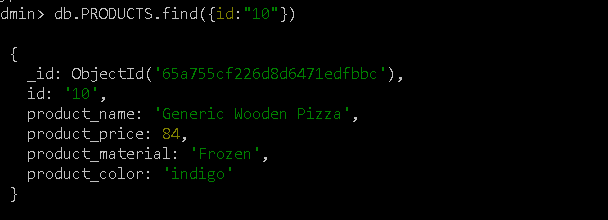 dmin> db.PRODUCTS.find({id:"10"})
{
_id: ObjectId('65a755cf226d8d6471edfbbc'),
id: '10',
product_name: 'Generic Wooden Pizza',
product_price: 84,
product_material: 'Frozen',
product_color: 'indigo'
}